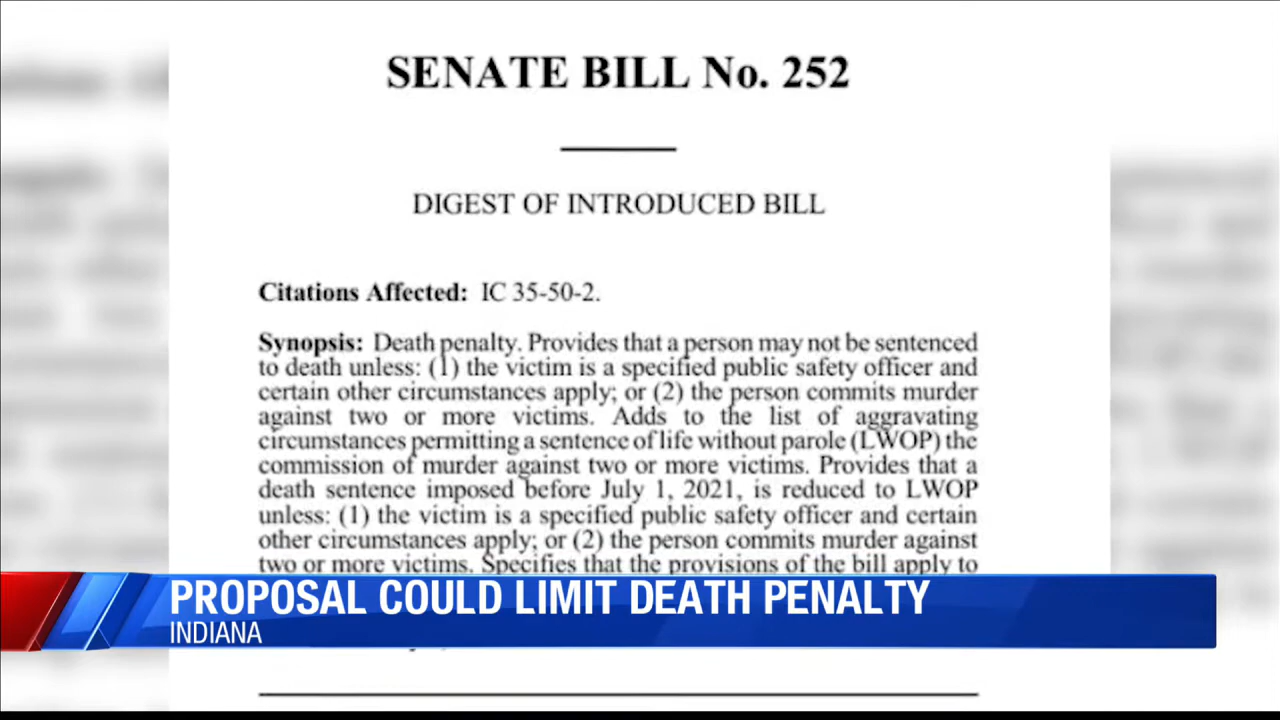 SENATE BILL No. 252
DIGEST OF INTRODUCED BILL
Citations Affected: IC 35-50-2.
Synopsis: Death penalty. Provides that a person may not be sentenced
to death unless: (1) the victim is a specified public safety officer and
certain other circumstances apply; or (2) the person commits murder
against two or more victims. Adds to the list of aggravating
circumstances permitting a sentence of life without parole (LWOP) the
commission of murder against two or more victims. Provides that a
death sentence imposed before July 1, 2021, is reduced to LWOP
unless: (1) the victim is a specified public safety officer and certain
other circumstances apply; or (2) the person commits murder against
two or more victims. Specifies that the provisions of the bill apply to
PROPOSAL COULD LIMIT DEATH PENALTY
INDIANA